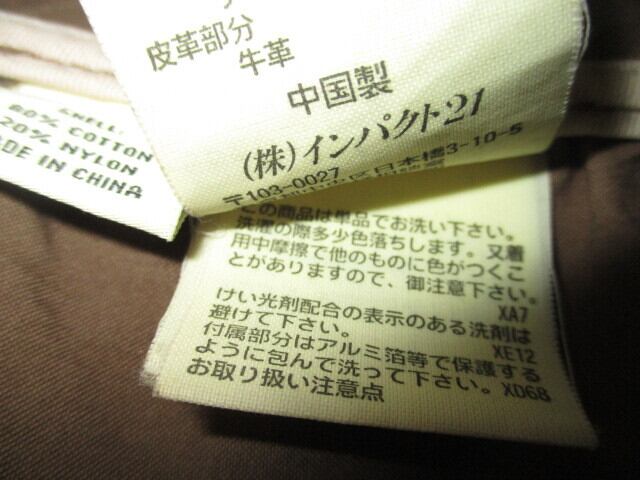 皮革部分
牛革
中国製
(株)インパクト21
〒103-0027
日本橋3-10-5
SHELL:
80% COTTON
20% NYLON
MADE IN CHINA
この商品は単品でお洗い下さい。
洗濯の際多少色落ちします。又着
用中摩擦で他のものに色がつくこ
とがありますので、御注意下さい。
XA7
けい光剤配合の表示のある洗剤は
避けて下さい。
XE12
付属部分はアルミ箔等で保護する
ように包んで洗って下さい。XD68
お取り扱い注意点